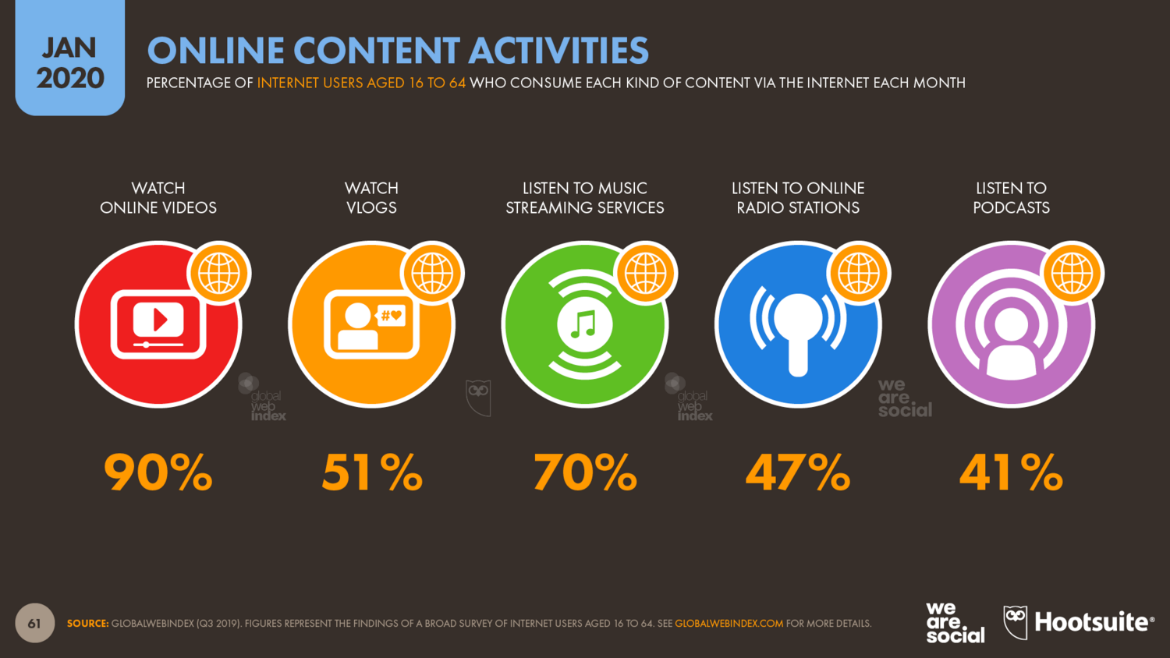 JAN
2020
ONLINE CONTENT ACTIVITIES
PERCENTAGE OF INTERNET USERS AGED 16 TO 64 WHO CONSUME EACH KIND OF CONTENT VIA THE INTERNET EACH MONTH
WATCH
ONLINE VIDEOS
WATCH
VLOGS
LISTEN TO MUSIC
STREAMING SERVICES
LISTEN TO ONLINE
RADIO STATIONS
LISTEN TO
PODCASTS
#
global
web
index
global
web
index
we
are
social
90%
51%
70%
47%
41%
61
SOURCE: GLOBALWEBINDEX (Q3 2019). FIGURES REPRESENT THE FINDINGS OF A BROAD SURVEY OF INTERNET USERS AGED 16 TO 64. SEE GLOBALWEBINDEX.COM FOR MORE DETAILS.
we
are
social
Hootsuite®